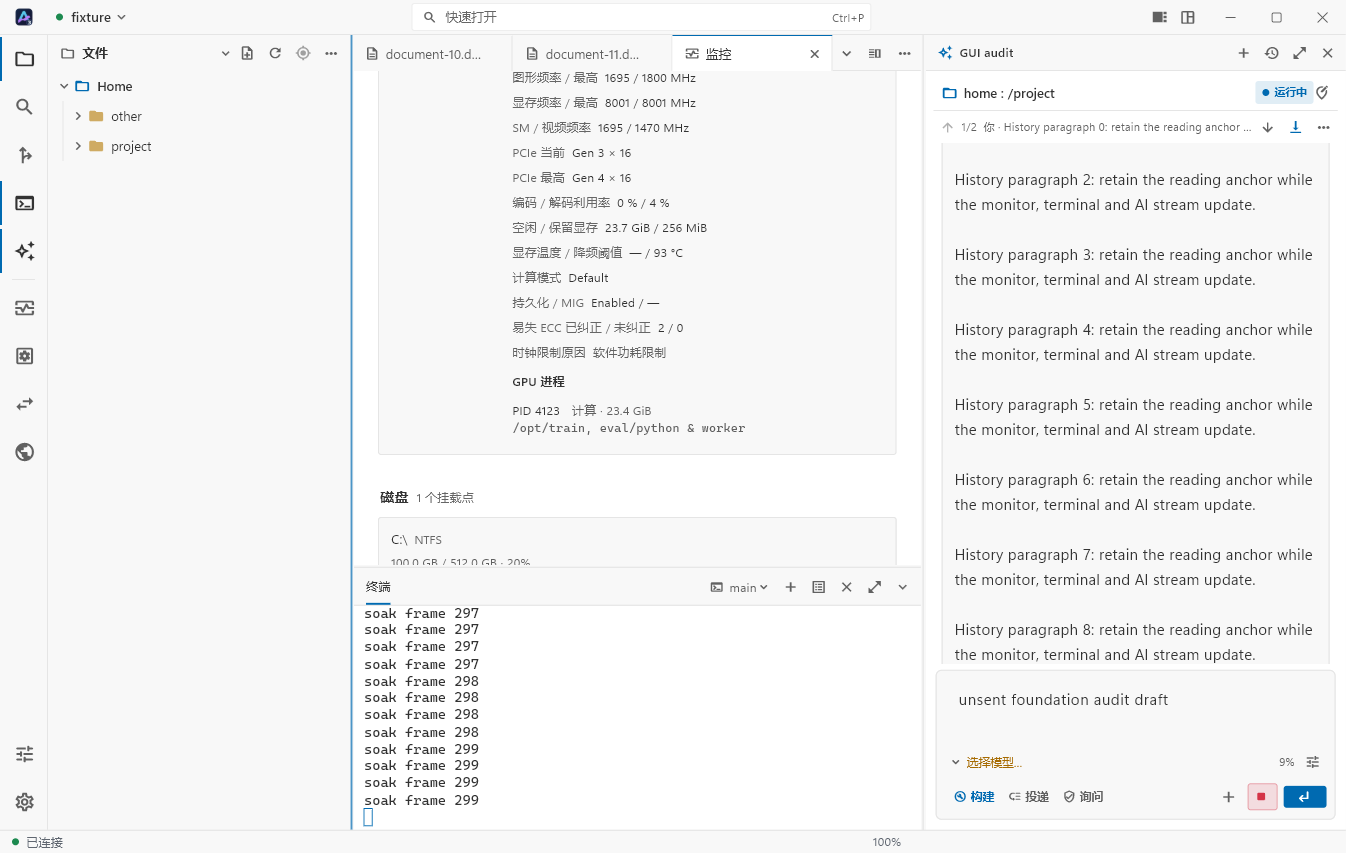 fixture
快速打开
Ctrl+P
文件
Home
other
project
document-10.d...
document-11.d...
监控
图形频率 / 最高 1695 / 1800 MHz
显存频率 / 最高 8001 / 8001 MHz
SM / 视频频率 1695 / 1470 MHz
PCIe 当前 Gen 3 × 16
PCIe 最高 Gen 4 × 16
编码 / 解码利用率 0 % / 4 %
空闲 / 保留显存 23.7 GiB / 256 MiB
显存温度 / 降频阈值 — / 93 °C
计算模式 Default
持久化 / MIG Enabled / —
易失 ECC 已纠正 / 未纠正 2 / 0
时钟限制原因 软件功耗限制
GPU 进程
PID 4123 计算 · 23.4 GiB
/opt/train, eval/python & worker
磁盘 1 个挂载点
C:\ NTFS
100.0 GB / 512.0 GB · 20%
终端
main
soak frame 297
soak frame 297
soak frame 297
soak frame 297
soak frame 298
soak frame 298
soak frame 298
soak frame 298
soak frame 299
soak frame 299
soak frame 299
soak frame 299
GUI audit
home : /project
运行中
1/2 你 · History paragraph 0: retain the reading anchor ...
History paragraph 2: retain the reading anchor while
the monitor, terminal and AI stream update.
History paragraph 3: retain the reading anchor while
the monitor, terminal and AI stream update.
History paragraph 4: retain the reading anchor while
the monitor, terminal and AI stream update.
History paragraph 5: retain the reading anchor while
the monitor, terminal and AI stream update.
History paragraph 6: retain the reading anchor while
the monitor, terminal and AI stream update.
History paragraph 7: retain the reading anchor while
the monitor, terminal and AI stream update.
History paragraph 8: retain the reading anchor while
the monitor, terminal and AI stream update.
unsent foundation audit draft
选择模型...
9%
构建
投递
询问
已连接
100%